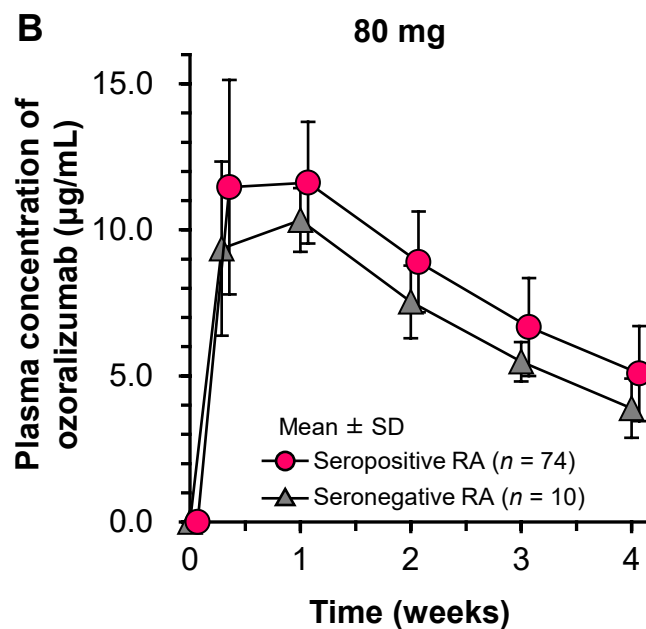 B
80 mg
Plasma concentration of
ozoralizumab (μg/mL)
15.0
10.0
5.0
0.0
Mean ± SD
Seropositive RA (n = 74)
Seronegative RA (n = 10)
0 1 2 3 4
Time (weeks)